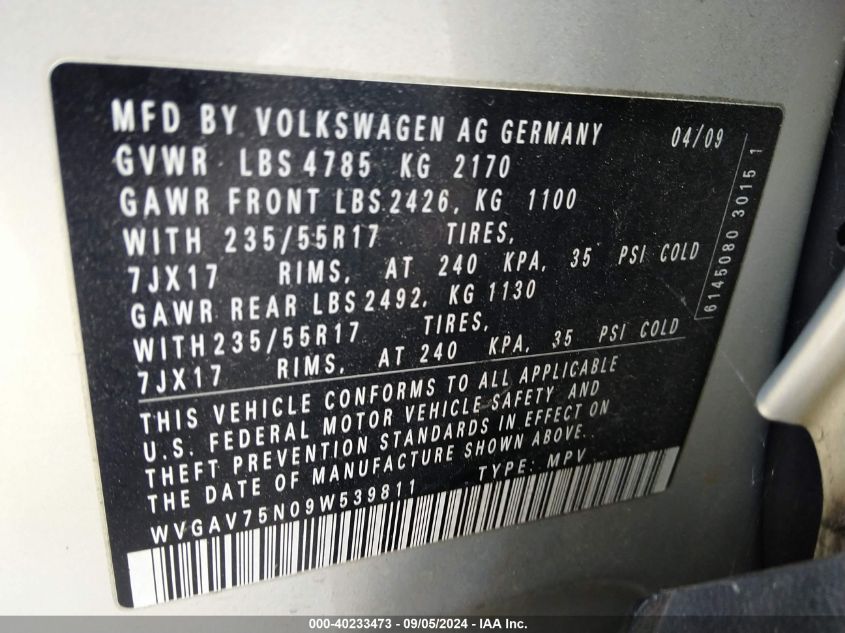 MFD BY VOLKSWAGEN AG GERMANY 04/09
GVWR LBS 4785 KG 2170
GAWR FRONT LBS 2426, KG 1100
WITH 235/55R17 TIRES,
7JX17 RIMS, AT 240 KPA, 35 PSI COLD
GAWR REAR LBS 2492, KG 1130
WITH 235/55R17 TIRES,
7JX17 RIMS, AT 240 KPA, 35 PSI COLD
THIS VEHICLE CONFORMS TO ALL APPLICABLE
U.S. FEDERAL MOTOR VEHICLE SAFETY AND
THEFT PREVENTION STANDARDS IN EFFECT ON
THE DATE OF MANUFACTURE SHOWN ABOVE.
WVGAV75N09W539811 TYPE: MPV
6145080 3015 1
000-40233473 - 09/05/2024 - IAA Inc.